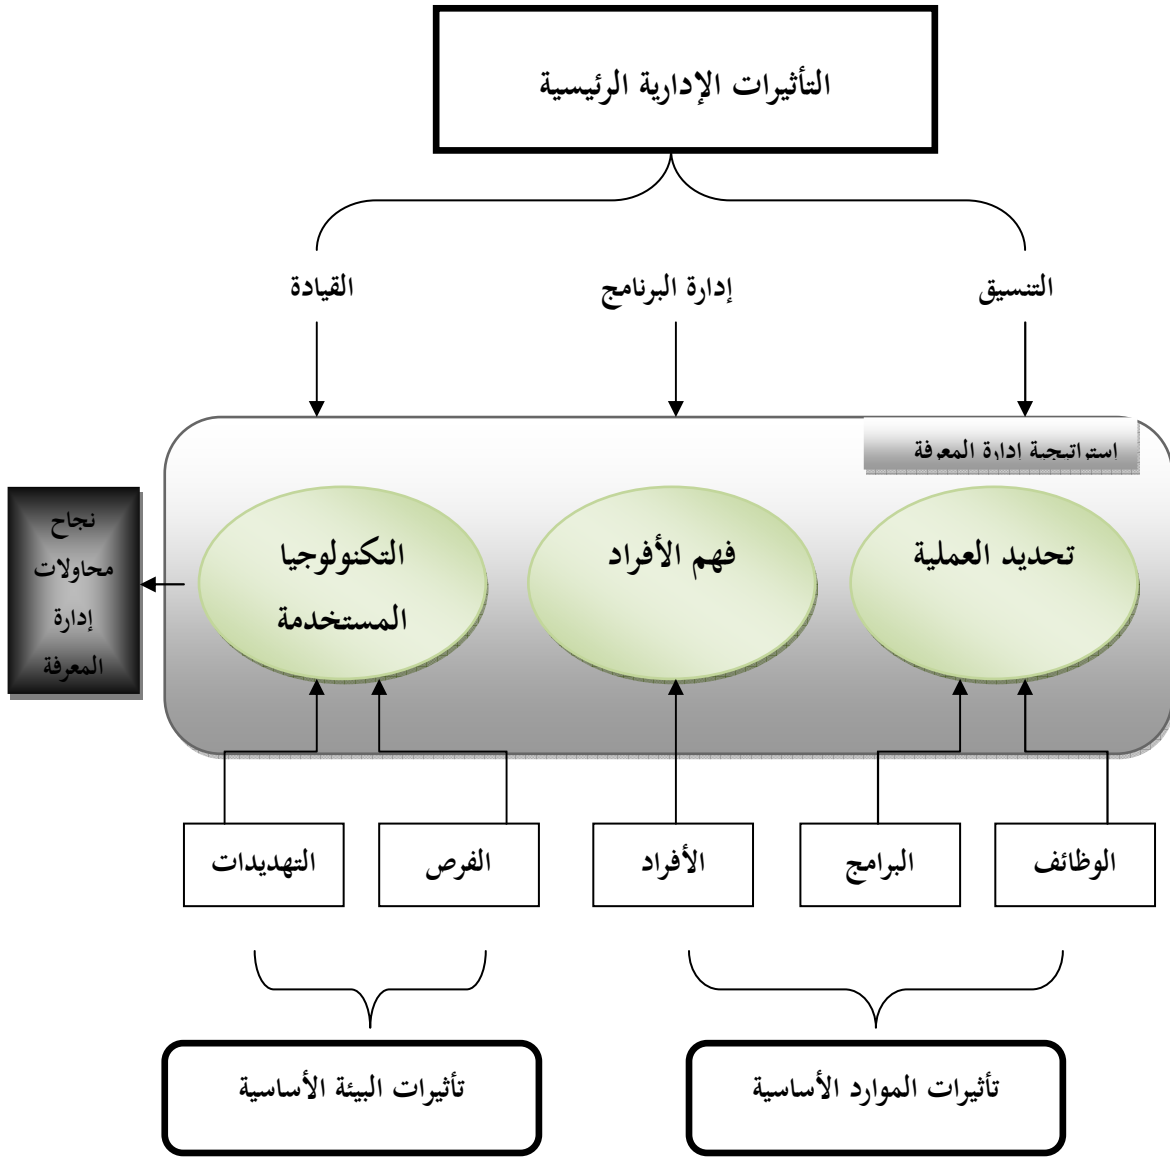 التأثيرات الإدارية الرئيسية
التنسيق
إدارة البرنامج
القيادة
استراتيجية ادارة المعرفة
تحديد العملية
فهم الأفراد
التكنولوجيا
المستخدمة
نجاح
محاولات
إدارة
المعرفة
الوظائف
البرامج
الأفراد
الفرص
التهديدات
تأثيرات الموارد الأساسية
تأثيرات البيئة الأساسية